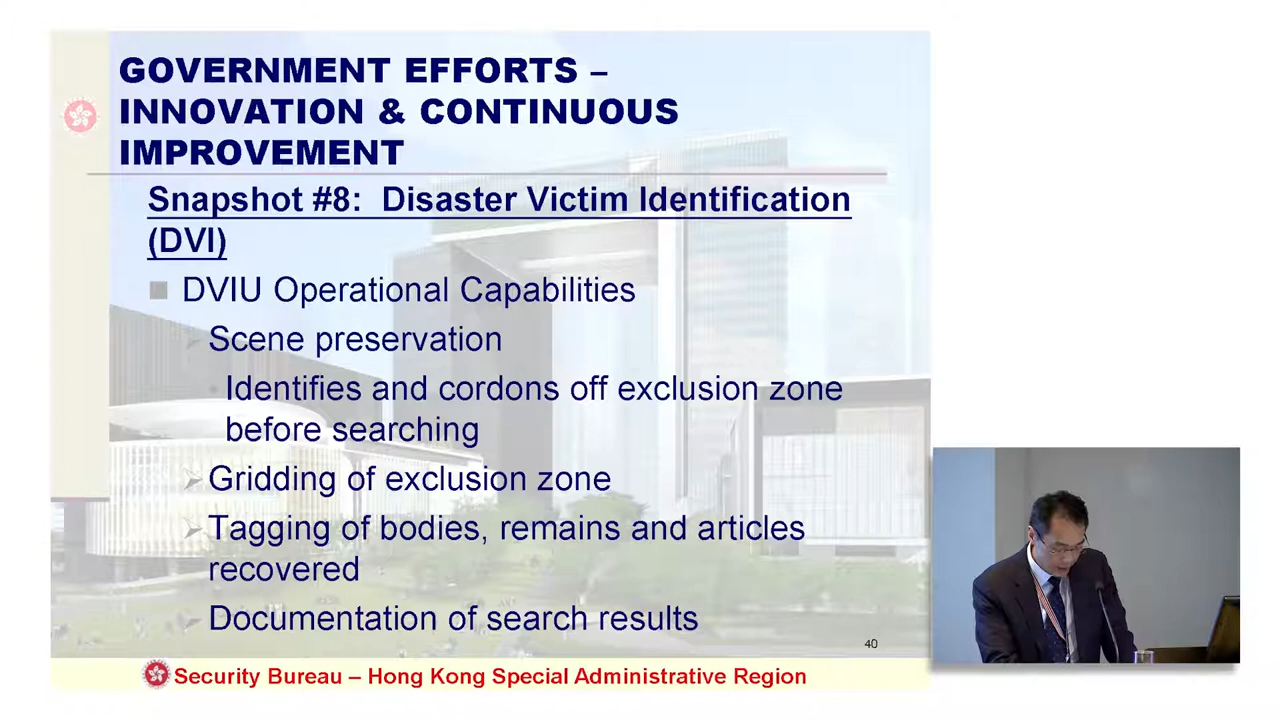 GOVERNMENT EFFORTS –
INNOVATION & CONTINUOUS
IMPROVEMENT
Snapshot #8: Disaster Victim Identification
(DVI)
DVIU Operational Capabilities
Scene preservation
Identifies and cordons off exclusion zone
before searching
Gridding of exclusion zone
Tagging of bodies, remains and articles
recovered
Documentation of search results
40
Security Bureau – Hong Kong Special Administrative Region